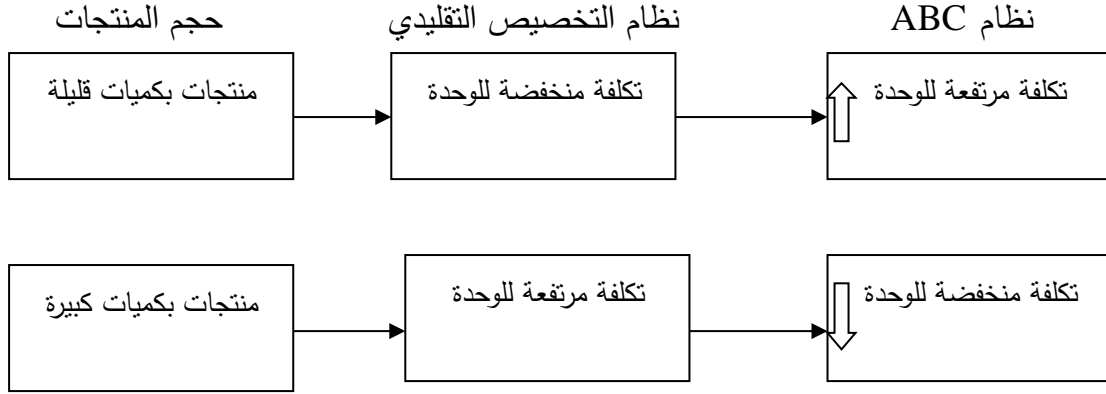 حجم المنتجات
نظام التخصيص التقليدي
نظام ABC
منتجات بكميات قليلة
تكلفة منخفضة للوحدة
تكلفة مرتفعة للوحدة
منتجات بكميات كبيرة
تكلفة مرتفعة للوحدة
تكلفة منخفضة للوحدة